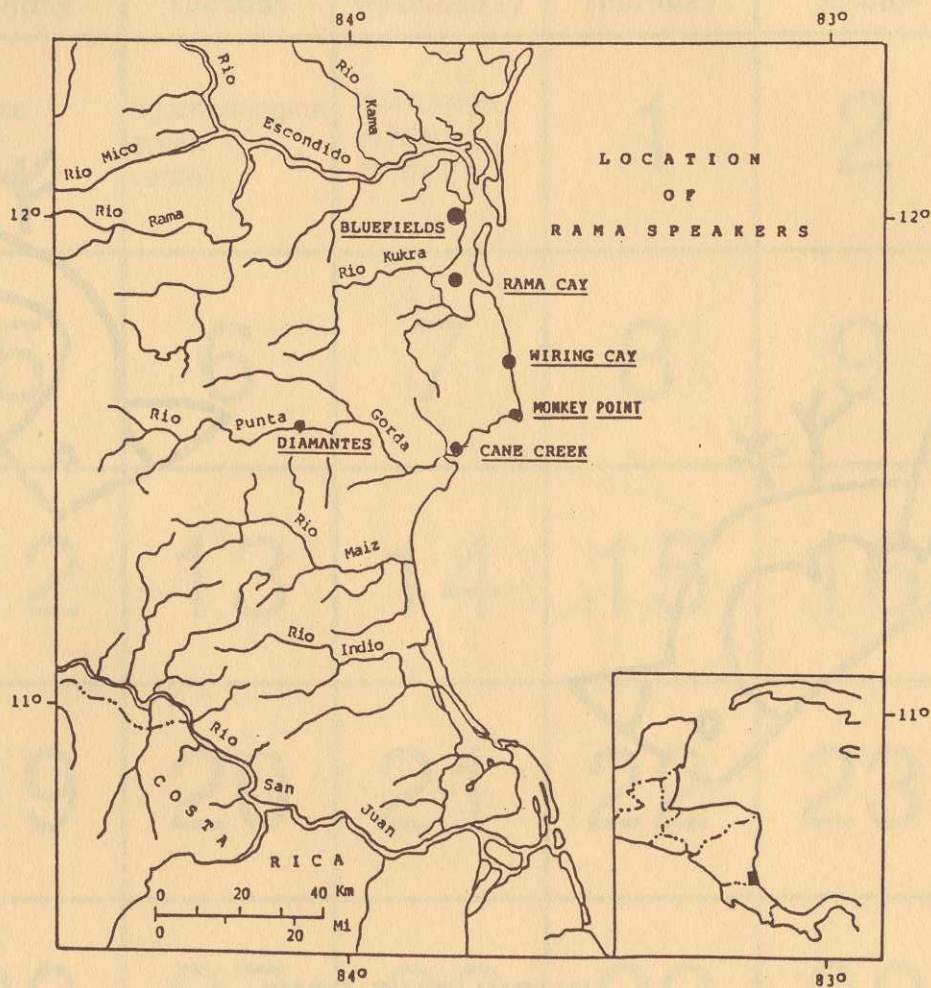 84° 83°
Rio
Escondido
Rio
Kama
Rio Mico
Rio Rama
LOCATION
OF
RAMA SPEAKERS
12° 12°
BLUEFIELDS
Rio Kukra
RAMA CAY
WIRING CAY
MONKEY POINT
Rio Punta Gorda
DIAMANTES
CANE CREEK
Rio Maiz
Rio Indio
11° 11°
Rio San Juan
COSTA
RICA
0 20 40 Km
0 20 Mi
84° 83°